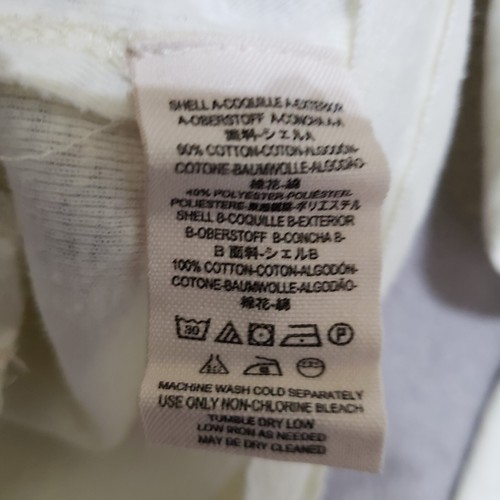 SHELL A-COQUILLE A-EXTERIOR
A-OBERSTOFF A-CONCHA A-A
面料-シェルA
60% COTTON-COTON-ALGODÓN-
COTONE-BAUMWOLLE-ALGODÃO-
棉花-綿
40% POLYESTER-POLIÉSTER-
POLIESTERE-聚酯纖維-ポリエステル
SHELL B-COQUILLE B-EXTERIOR
B-OBERSTOFF B-CONCHA B-
B 面料-シェルB
100% COTTON-COTON-ALGODÓN-
COTONE-BAUMWOLLE-ALGODÃO-
棉花-綿
30 P
MACHINE WASH COLD SEPARATELY
USE ONLY NON-CHLORINE BLEACH
TUMBLE DRY LOW
LOW IRON AS NEEDED
MAY BE DRY CLEANED